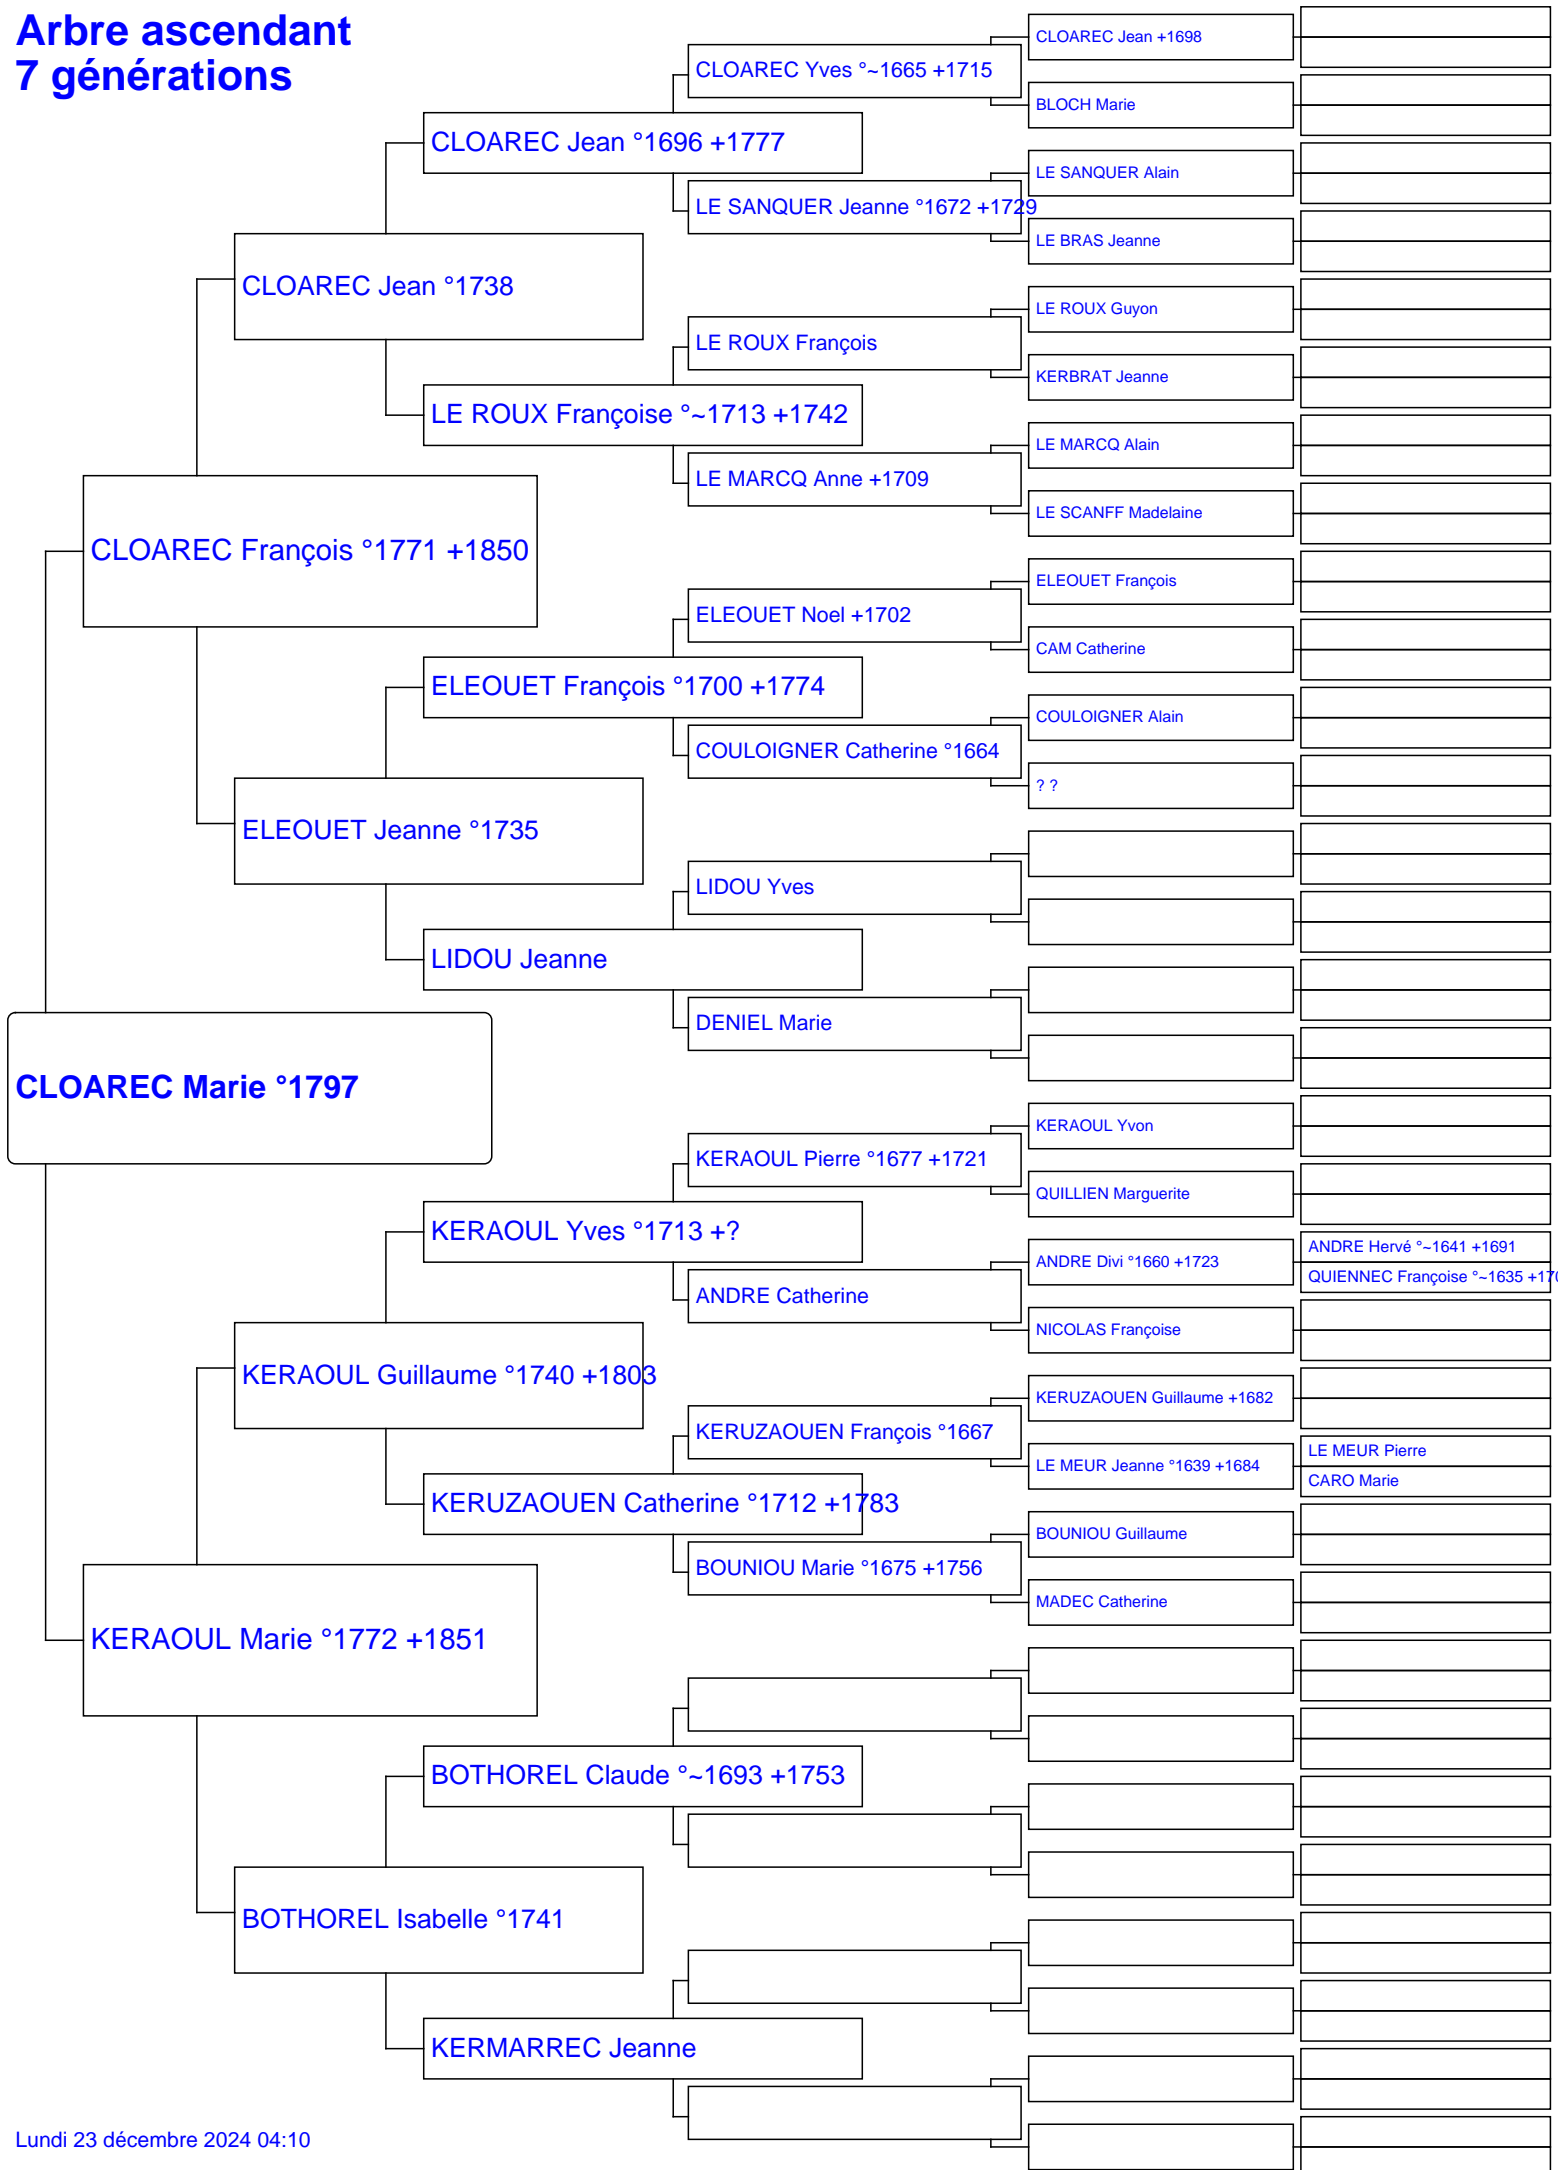 Arbre ascendant
7 générations
CLOAREC Marie °1797
CLOAREC François °1771 +1850
KERAOUL Marie °1772 +1851
CLOAREC Jean °1738
ELEOUET Jeanne °1735
KERAOUL Guillaume °1740 +1803
BOTHOREL Isabelle °1741
CLOAREC Jean °1696 +1777
LE ROUX Françoise °~1713 +1742
ELEOUET François °1700 +1774
LIDOU Jeanne
KERAOUL Yves °1713 +?
KERUZAOUEN Catherine °1712 +1783
BOTHOREL Claude °~1693 +1753
KERMARREC Jeanne
CLOAREC Yves °~1665 +1715
LE SANQUER Jeanne °1672 +1729
LE ROUX François
LE MARCQ Anne +1709
ELEOUET Noel +1702
COULOIGNER Catherine °1664
LIDOU Yves
DENIEL Marie
KERAOUL Pierre °1677 +1721
ANDRE Catherine
KERUZAOUEN François °1667
BOUNIOU Marie °1675 +1756
CLOAREC Jean +1698
BLOCH Marie
LE SANQUER Alain
LE BRAS Jeanne
LE ROUX Guyon
KERBRAT Jeanne
LE MARCQ Alain
LE SCANFF Madelaine
ELEOUET François
CAM Catherine
COULOIGNER Alain
? ?
KERAOUL Yvon
QUILLIEN Marguerite
ANDRE Divi °1660 +1723
NICOLAS Françoise
KERUZAOUEN Guillaume +1682
LE MEUR Jeanne °1639 +1684
BOUNIOU Guillaume
MADEC Catherine
ANDRE Hervé °~1641 +1691
QUIENNEC Françoise °~1635
LE MEUR Pierre
CARO Marie
Lundi 23 décembre 2024 04:10